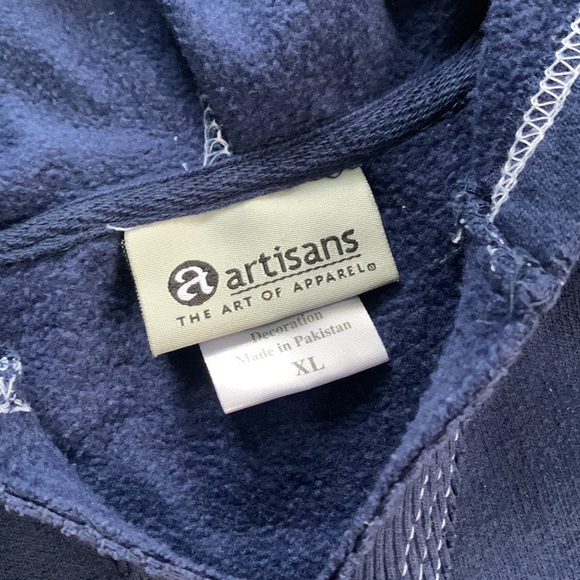 a artisans
THE ART OF APPAREL®
Decoration
Made in Pakistan
XL